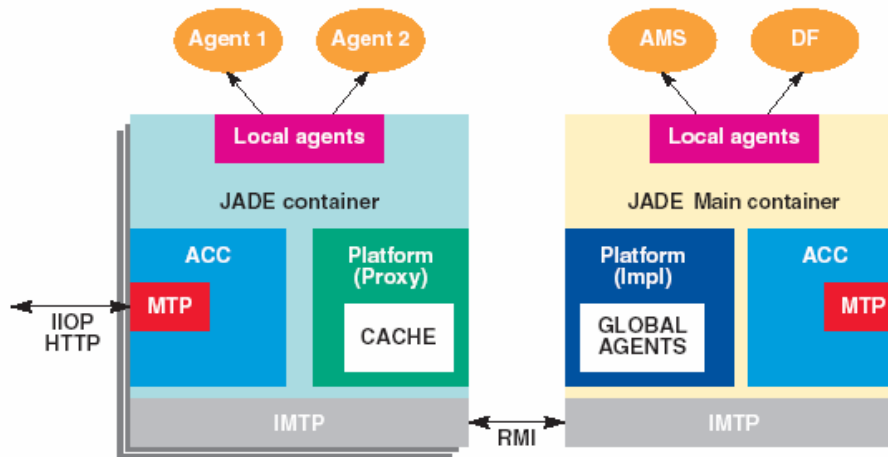 Agent 1
Agent 2
AMS
DF
Local agents
Local agents
JADE container
JADE Main container
ACC
Platform
(Proxy)
Platform
(Impl)
ACC
MTP
MTP
IIOP
HTTP
CACHE
GLOBAL
AGENTS
IMTP
RMI
IMTP